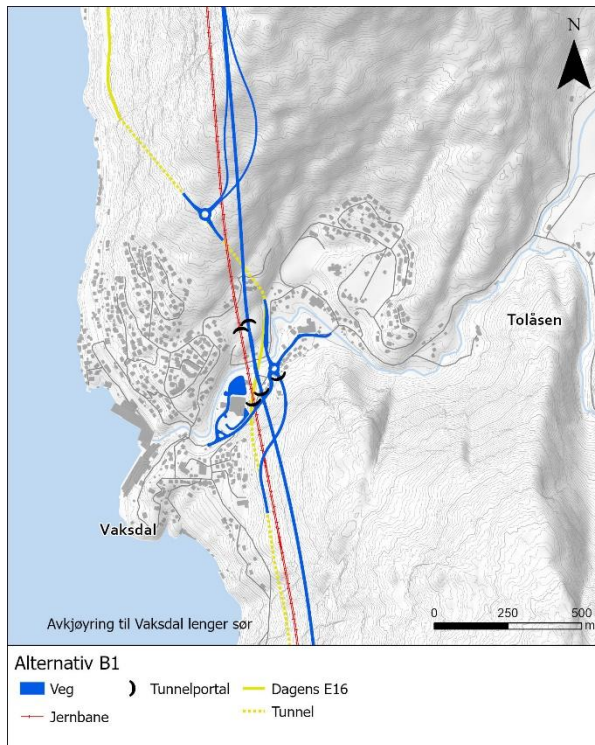 N
Tolåsen
Vaksdal
Avkjøyring til Vaksdal lenger sør
0 250 500
m
Alternativ B1
Veg Tunnelportal Dagens E16
Jernbane Tunnel